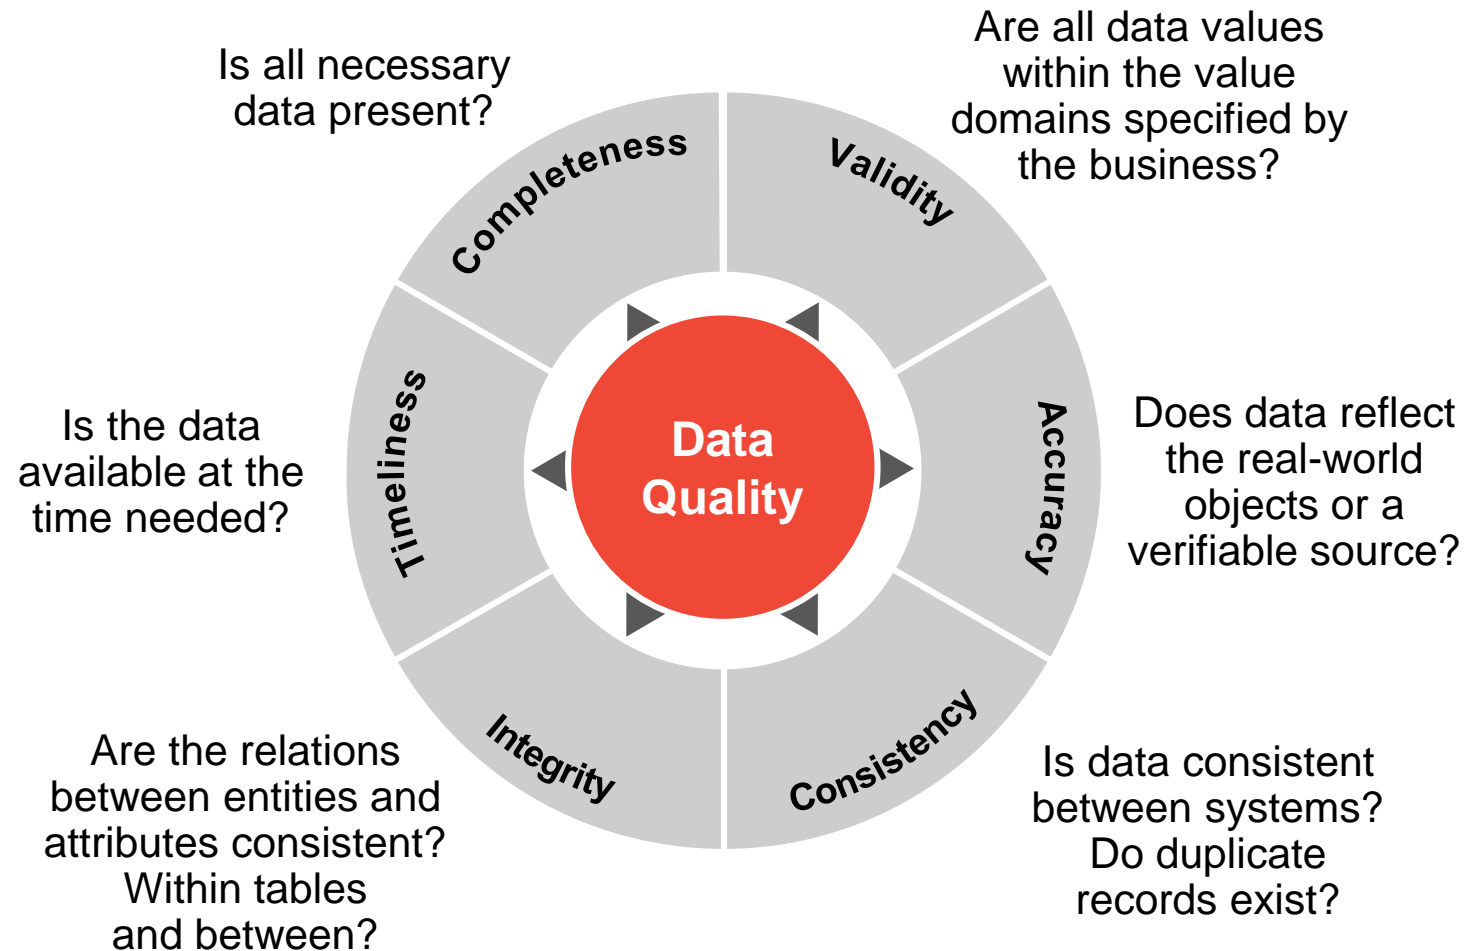 Is all necessary
data present?
Are all data values
within the value
domains specified by
the business?
Completeness
Validity
Timeliness
Accuracy
Is the data
available at the
time needed?
Data
Quality
Does data reflect
the real-world
objects or a
verifiable source?
Integrity
Consistency
Are the relations
between entities and
attributes consistent?
Within tables
and between?
Is data consistent
between systems?
Do duplicate
records exist?